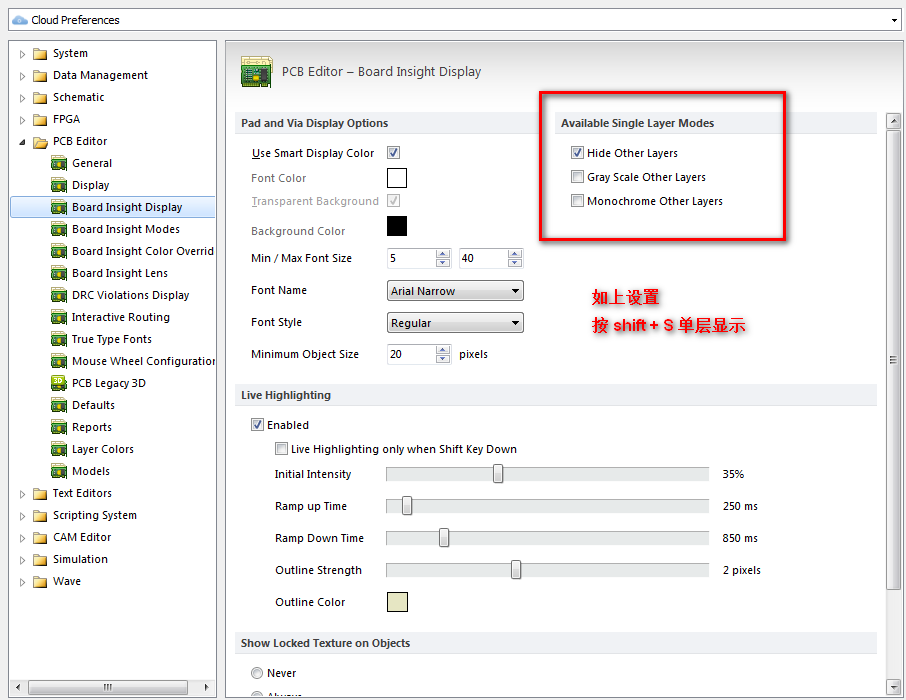 Cloud Preferences
System
Data Management
Schematic
FPGA
PCB Editor
General
Display
Board Insight Display
Board Insight Modes
Board Insight Color Overrid
Board Insight Lens
DRC Violations Display
Interactive Routing
True Type Fonts
Mouse Wheel Configuration
PCB Legacy 3D
Defaults
Reports
Layer Colors
Models
Text Editors
Scripting System
CAM Editor
Simulation
Wave
PCB Editor – Board Insight Display
Pad and Via Display Options
Use Smart Display Color
Font Color
Transparent Background
Background Color
Min / Max Font Size 5 40
Font Name Arial Narrow
Font Style Regular
Minimum Object Size 20 pixels
Available Single Layer Modes
Hide Other Layers
Gray Scale Other Layers
Monochrome Other Layers
如上设置
按 shift + S 单层显示
Live Highlighting
Enabled
Live Highlighting only when Shift Key Down
Initial Intensity 35%
Ramp up Time 250 ms
Ramp Down Time 850 ms
Outline Strength 2 pixels
Outline Color
Show Locked Texture on Objects
Never
Always